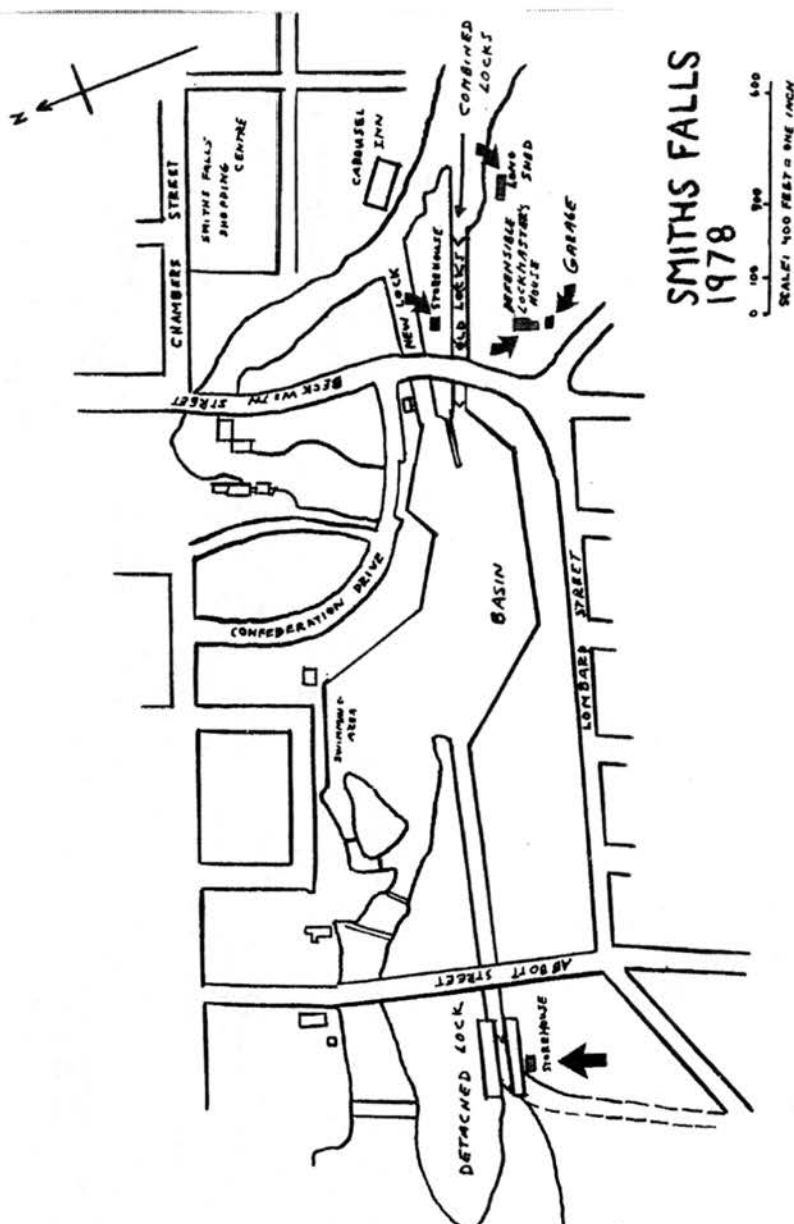 N
CHAMBERS STREET
SMITHS FALLS
SHOPPING
CENTRE
CAROUSEL
INN
COMBINED
LOCKS
BECKWITH
STREET
NEW LOCK
STOREHOUSE
OLD LOCKS
LONG
SHED
DEFENSIBLE
LOCKMASTER'S
HOUSE
GARAGE
CONFEDERATION DRIVE
SWIMMING
AREA
BASIN
LOMBARD STREET
ABBOTT STREET
DETACHED LOCK
STOREHOUSE
SMITHS FALLS
1978
0 100 300 600
SCALE: 400 FEET = ONE INCH